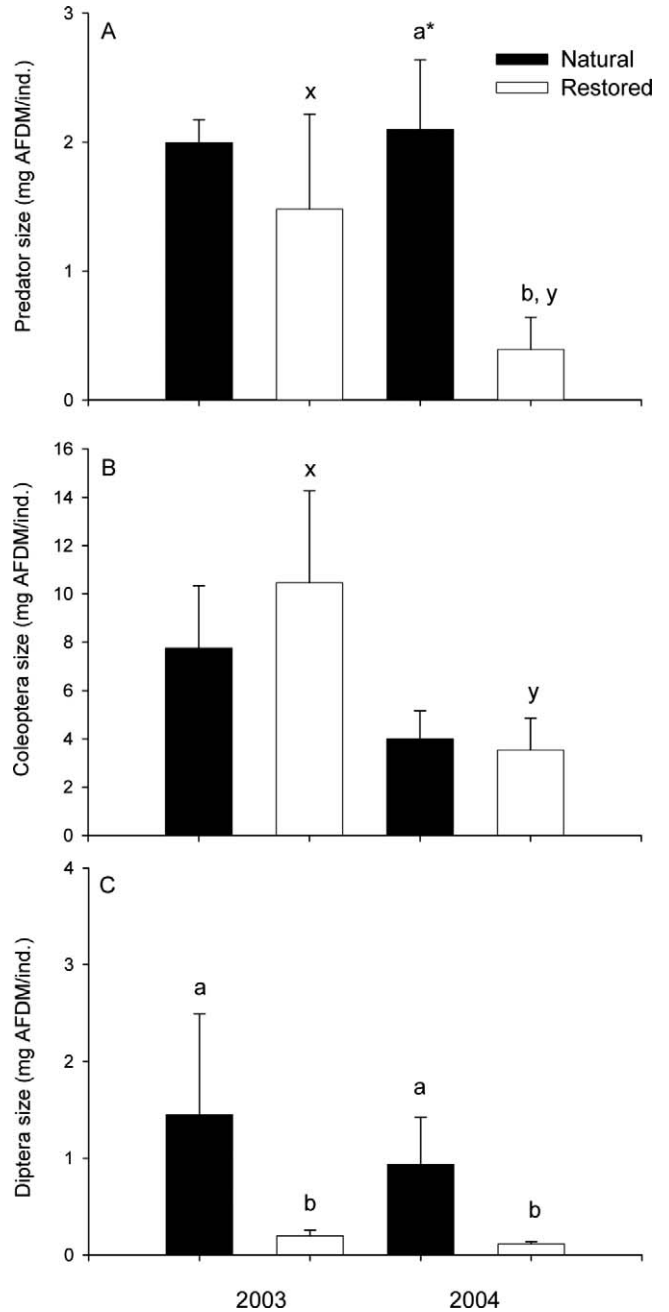 A
a*
Natural
Restored
x
b, y
3
2
1
0
Predator size (mg AFDM/ind.)
B
x
y
16
14
12
10
8
6
4
2
0
Coleoptera size (mg AFDM/ind.)
C
a
b
a
b
4
3
2
1
0
Diptera size (mg AFDM/ind.)
2003 2004